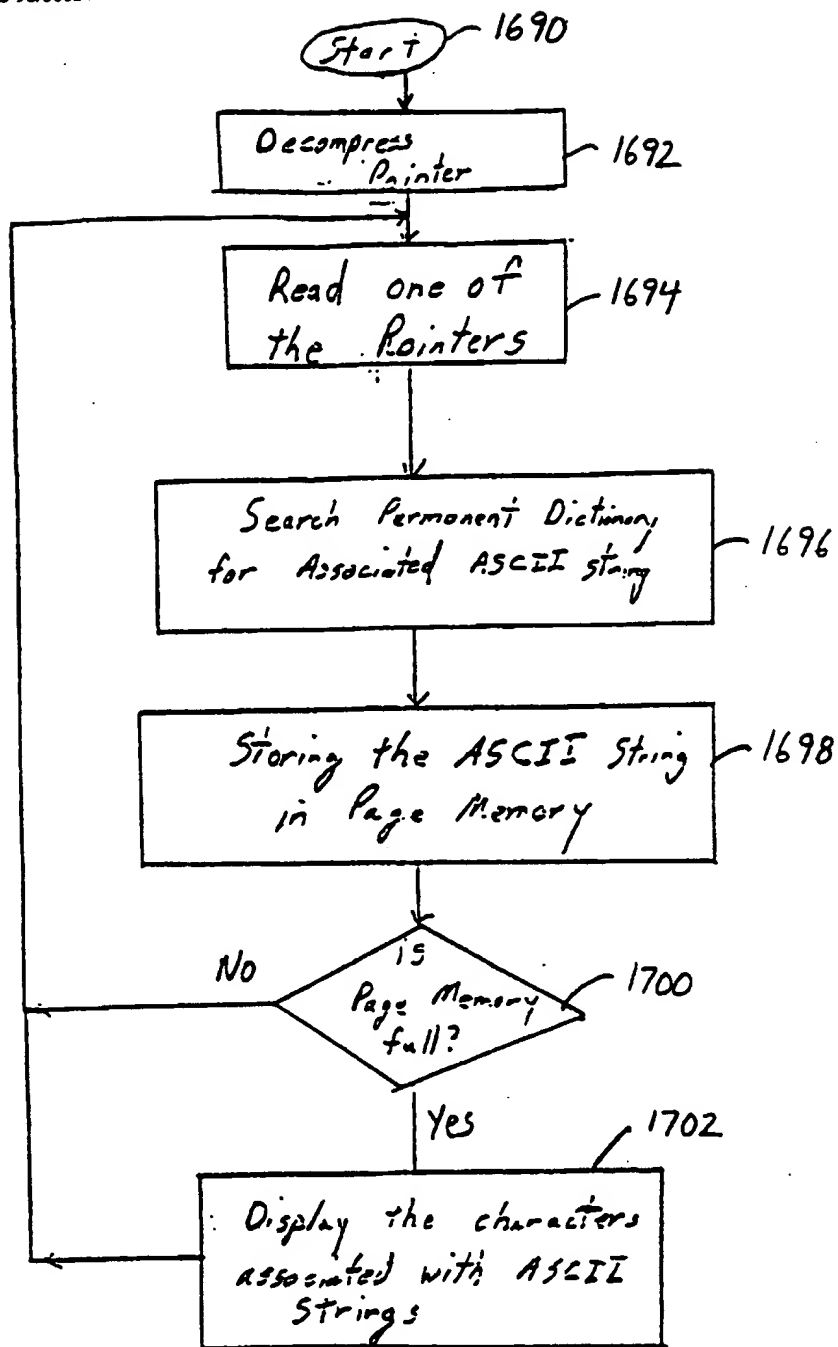 Start
1690
Decompress
Pointer
1692
Read one of
the Pointers
1694
Search Permanent Dictionary
for Associated ASCII string
1696
Storing the ASCII String
in Page Memory
1698
is
Page Memory
full?
1700
No
Yes
1702
Display the characters
associated with ASCII
Strings